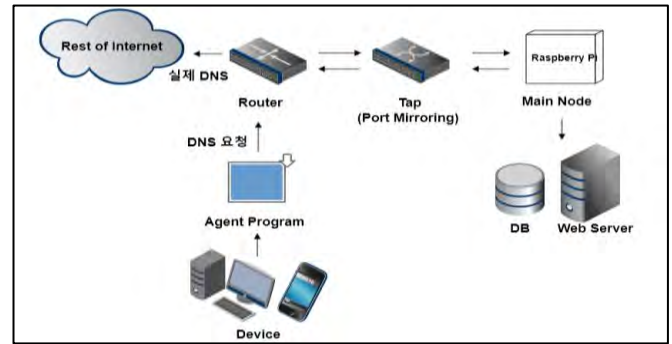 Rest of Internet
실제 DNS
Router
Tap
(Port Mirroring)
Raspberry Pi
Main Node
DNS 요청
Agent Program
DB
Web Server
Device